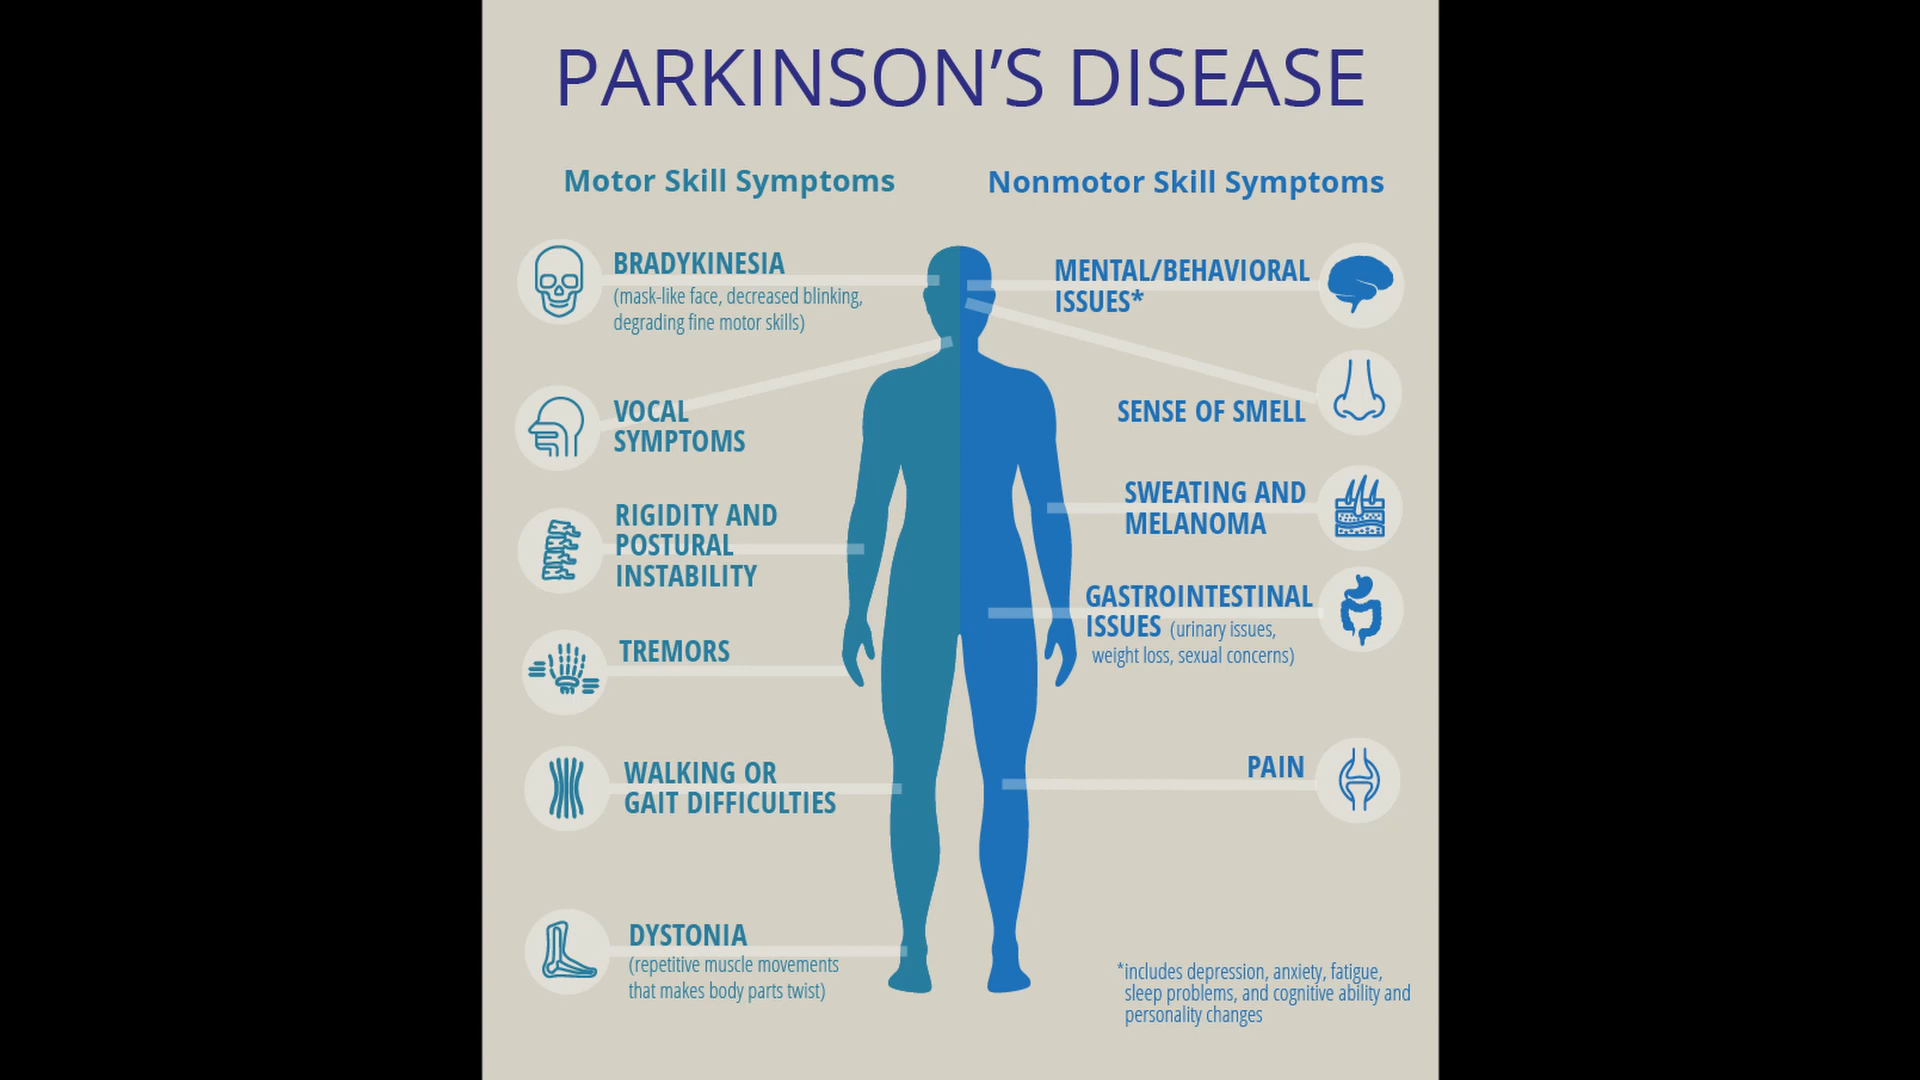 PARKINSON’S DISEASE
Motor Skill Symptoms
BRADYKINESIA
(mask-like face, decreased blinking,
degrading fine motor skills)
VOCAL
SYMPTOMS
RIGIDITY AND
POSTURAL
INSTABILITY
TREMORS
WALKING OR
GAIT DIFFICULTIES
DYSTONIA
(repetitive muscle movements
that makes body parts twist)
Nonmotor Skill Symptoms
MENTAL/BEHAVIORAL
ISSUES*
SENSE OF SMELL
SWEATING AND
MELANOMA
GASTROINTESTINAL
ISSUES (urinary issues,
weight loss, sexual concerns)
PAIN
*includes depression, anxiety, fatigue,
sleep problems, and cognitive ability and
personality changes